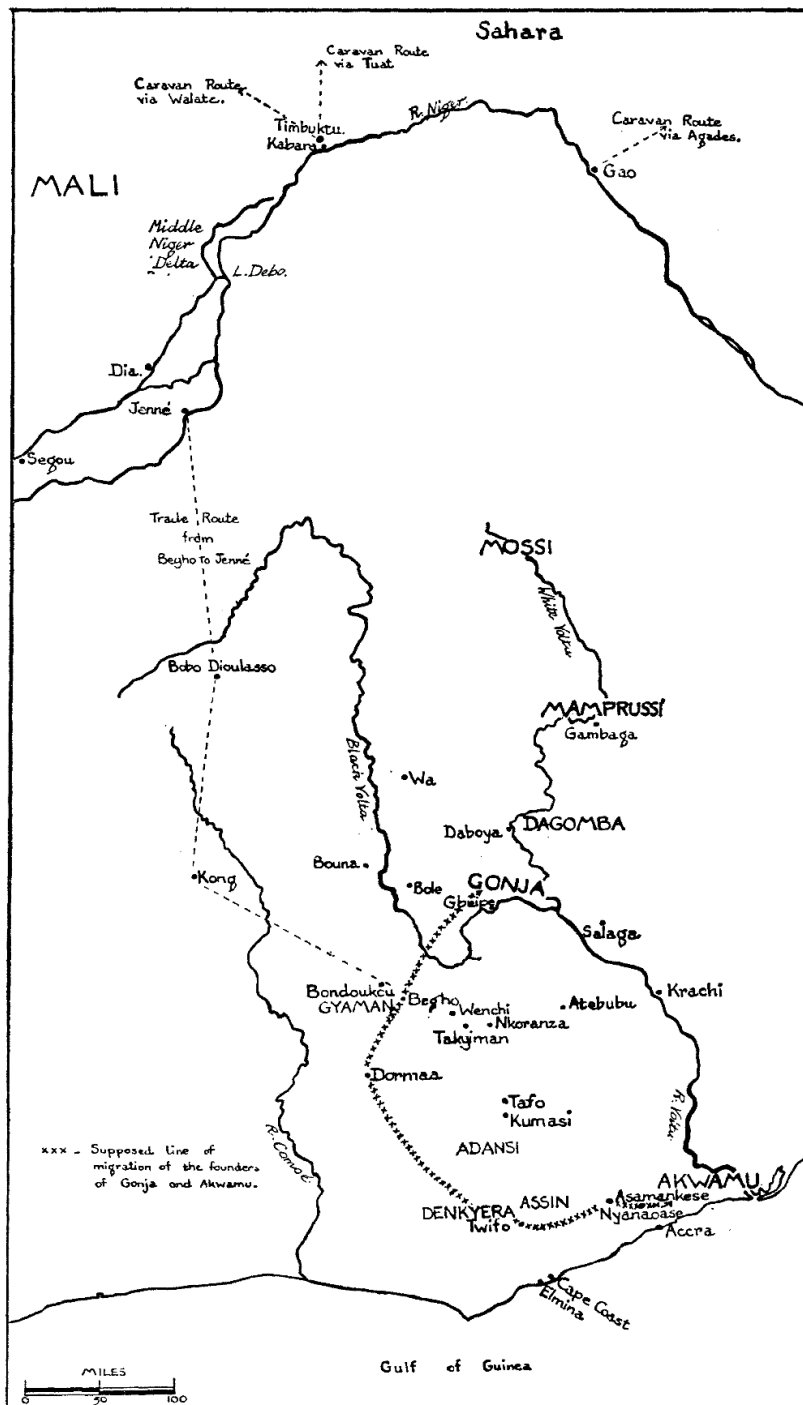 Sahara
Caravan Route
via Tuat
Caravan Route
via Walata.
Timbuktu.
Kabara
R. Niger.
Caravan Route
via Agades.
Gao
MALI
Middle
Niger
Delta
L. Debo.
Dia.
Jenné
Segou
Trade Route
from
Begho to Jenné
MOSSI
White Volta
Bobo Dioulasso
MAMPRUSSI
Gambaga
Black Volta
Wa
Daboya
DAGOMBA
Bouna
Kong
Bole
GONJA
Gbuipe
Salaga
Bondoukou
GYAMAN
Begho
Wenchi
Takyiman
Nkoranza
Atebubu
Krachi
Dormaa
Tafo
Kumasi
R. Volta
R. Comoé
ADANSI
xxx - Supposed line of
migration of the founders
of Gonja and Akwamu.
AKWAMU
ASSIN
Asamankese
DENKYERA
Nyanaoase
Twifo
Accra
Cape Coast
Elmina
MILES
0 50 100
Gulf of Guinea